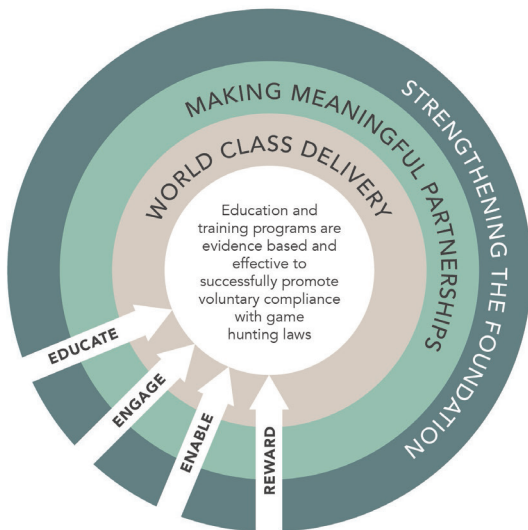 STRENGTHENING THE FOUNDATION
MAKING MEANINGFUL PARTNERSHIPS
WORLD CLASS DELIVERY
Education and
training programs are
evidence based and
effective to
successfully promote
voluntary compliance
with game
hunting laws
EDUCATE
ENGAGE
ENABLE
REWARD